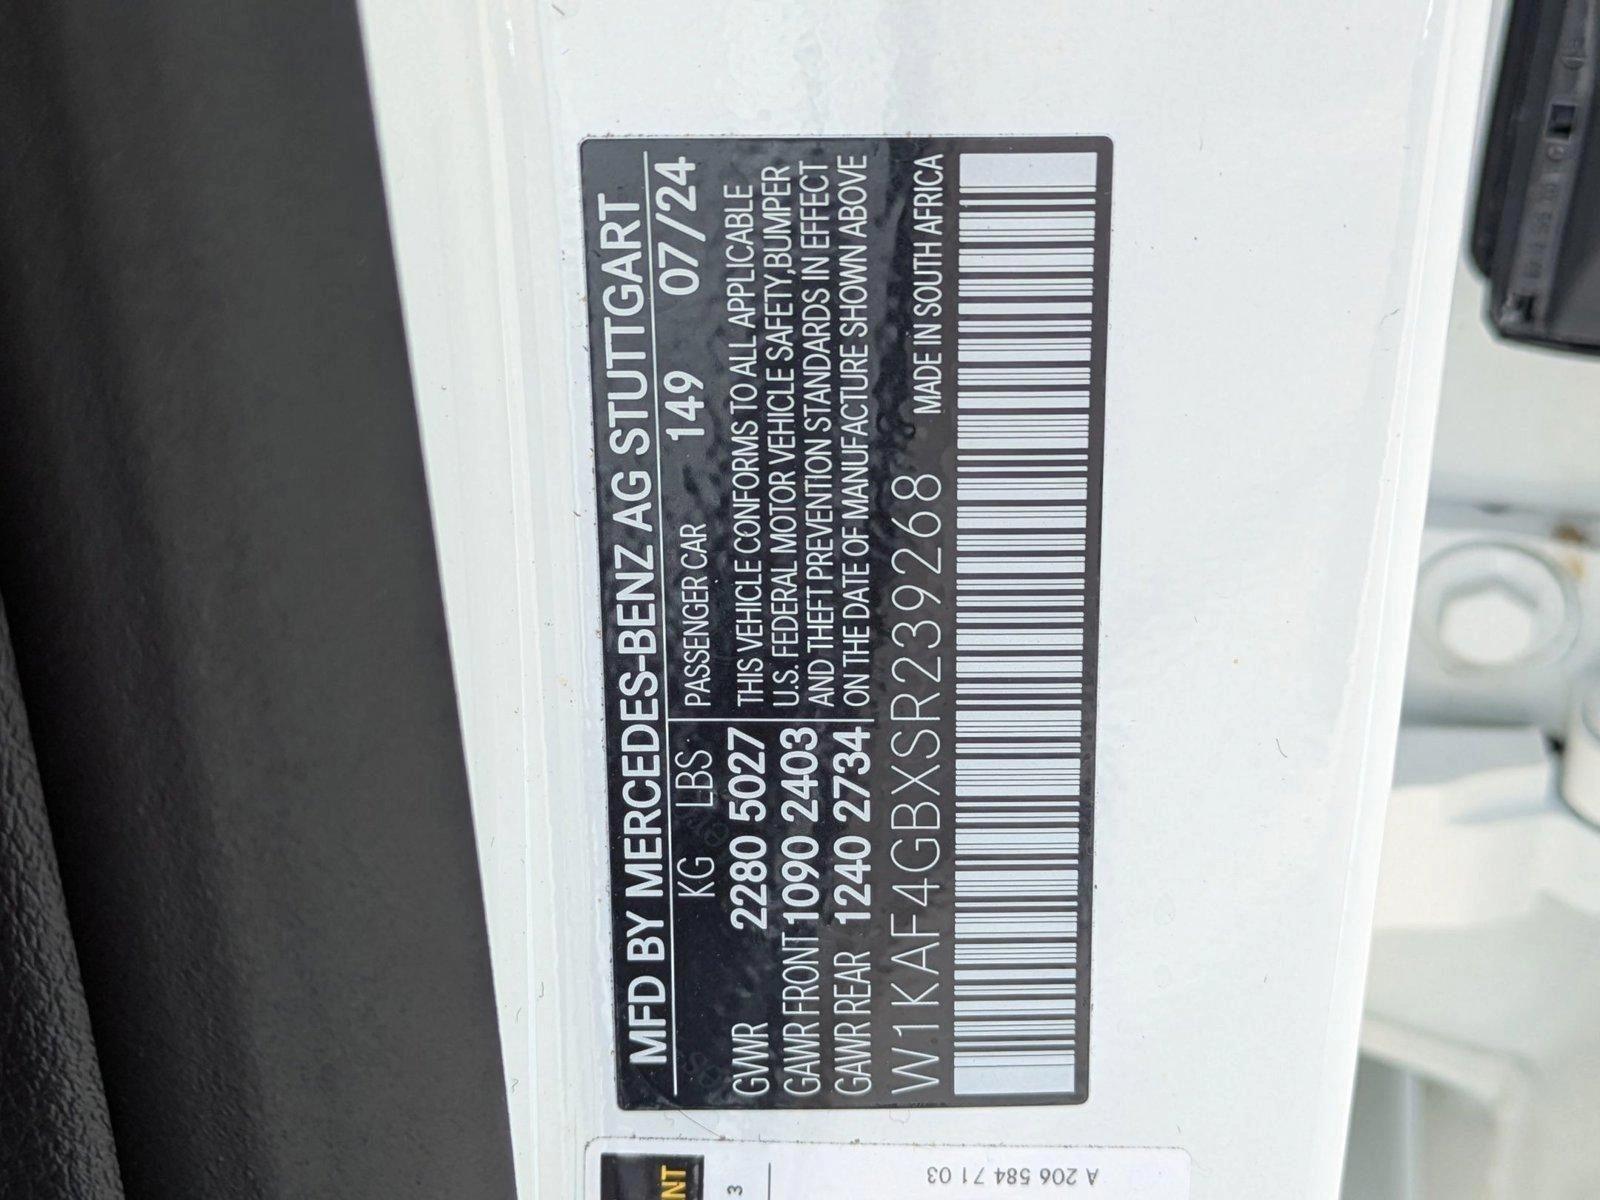 MFD BY MERCEDES-BENZ AG STUTTGART
KG LBS PASSENGER CAR 149 07/24
GVWR 2280 5027 THIS VEHICLE CONFORMS TO ALL APPLICABLE
U.S. FEDERAL MOTOR VEHICLE SAFETY,BUMPER
GAWR FRONT 1090 2403 AND THEFT PREVENTION STANDARDS IN EFFECT
GAWR REAR 1240 2734 ON THE DATE OF MANUFACTURE SHOWN ABOVE
W1KAF4GBXSR239268 MADE IN SOUTH AFRICA
3
A 206 584 71 03